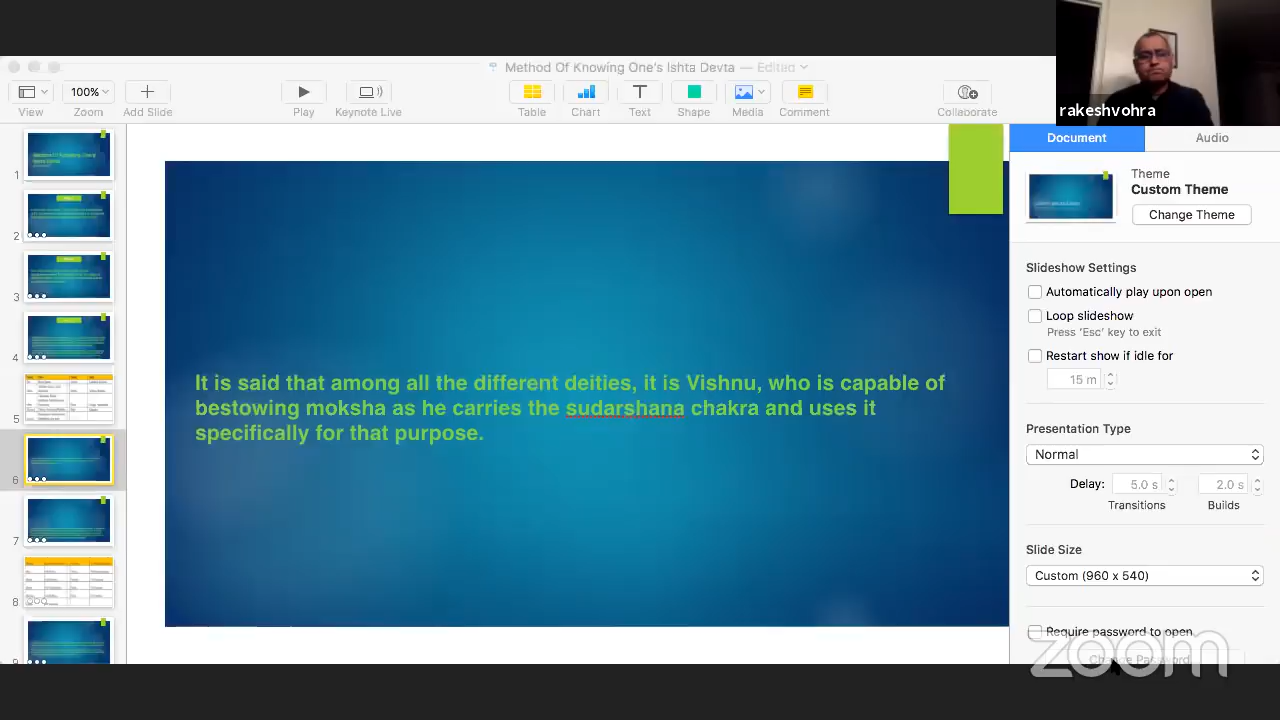 Method Of Knowing One's Ishta Devta — Edited
View
100%
Zoom
Add Slide
Play
Keynote Live
Table
Chart
Text
Shape
Media
Comment
Collaborate
rakeshvohra
Document
Audio
1
2
3
4
5
6
7
8
9
It is said that among all the different deities, it is Vishnu, who is capable of
bestowing moksha as he carries the sudarshana chakra and uses it
specifically for that purpose.
Theme
Custom Theme
Change Theme
Slideshow Settings
Automatically play upon open
Loop slideshow
Press 'Esc' key to exit
Restart show if idle for
15 m
Presentation Type
Normal
Delay:
5.0 s
2.0 s
Transitions
Builds
Slide Size
Custom (960 x 540)
Require password to open
Change Password
zoom